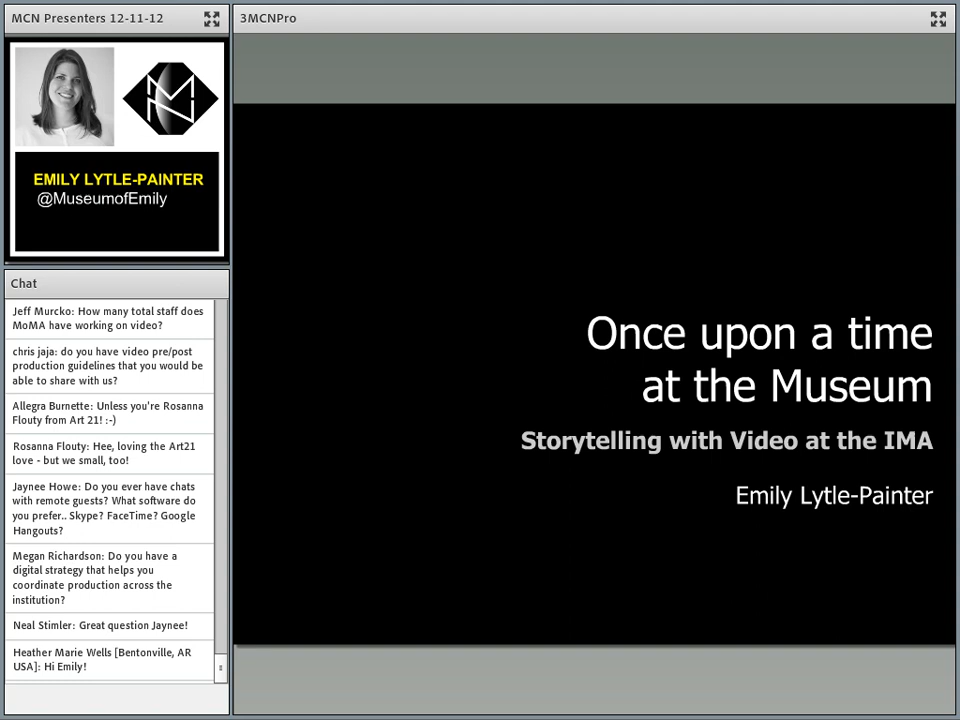 MCN Presenters 12-11-12
EMILY LYTLE-PAINTER
@MuseumofEmily
Chat
Jeff Murcko: How many total staff does
MoMA have working on video?
chris jaja: do you have video pre/post
production guidelines that you would be
able to share with us?
Allegra Burnette: Unless you're Rosanna
Flouty from Art 21! :-)
Rosanna Flouty: Hee, loving the Art21
love - but we small, too!
Jaynee Howe: Do you ever have chats
with remote guests? What software do
you prefer.. Skype? FaceTime? Google
Hangouts?
Megan Richardson: Do you have a
digital strategy that helps you
coordinate production across the
institution?
Neal Stimler: Great question Jaynee!
Heather Marie Wells [Bentonville, AR
USA]: Hi Emily!
3MCNPro
Once upon a time
at the Museum
Storytelling with Video at the IMA
Emily Lytle-Painter